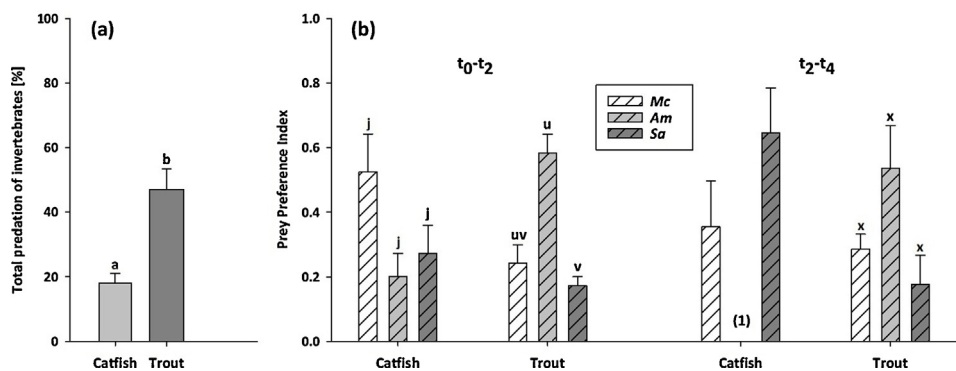 (a)
Total predation of invertebrates [%]
100
80
60
40
20
0
a
b
Catfish Trout
(b)
Prey Preference Index
1.0
0.8
0.6
0.4
0.2
0.0
t0-t2
t2-t4
Mc
Am
Sa
j
j
j
uv
u
v
(1)
x
x
x
Catfish Trout Catfish Trout